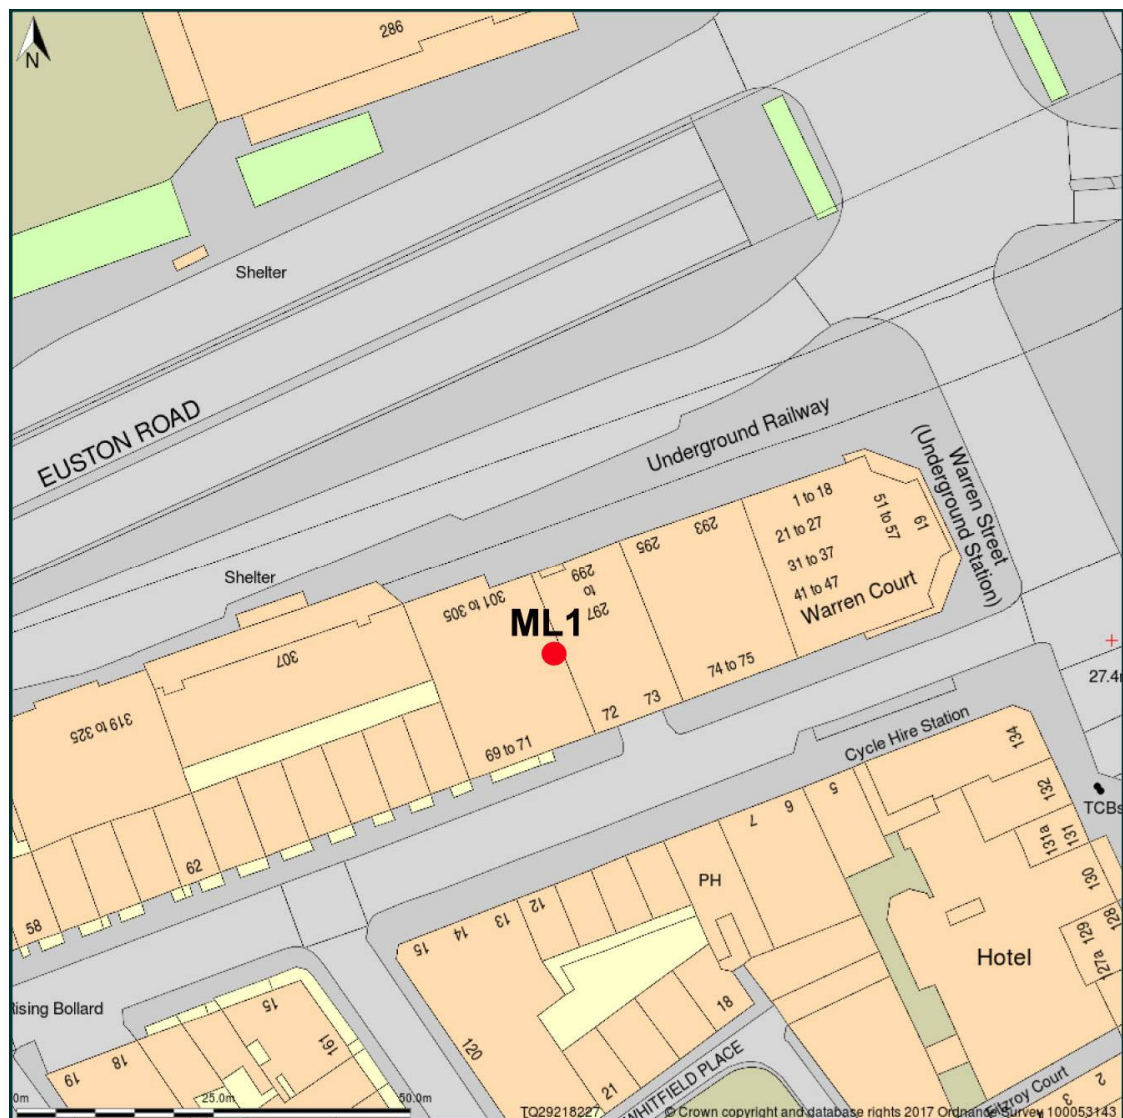 N
286
Shelter
EUSTON ROAD
Underground Railway
Warren Street
(Underground Station)
Shelter
1 to 18
21 to 27
31 to 37
41 to 47
51 to 57
61
Warren Court
293
295
297
to
299
301 to 305
ML1
307
319 to 325
74 to 75
73
72
69 to 71
62
58
27.4
Cycle Hire Station
134
132
TCBs
131
131a
130
128
129
127a
5
6
7
PH
12
13
14
15
Hotel
Rising Bollard
15
161
18
19
120
18
21
WHITFIELD PLACE
Fitzroy Court
2
3
0m
25.0m
50.0m
TQ29218227
© Crown copyright and database rights 2017 Ordnance Survey 100053143